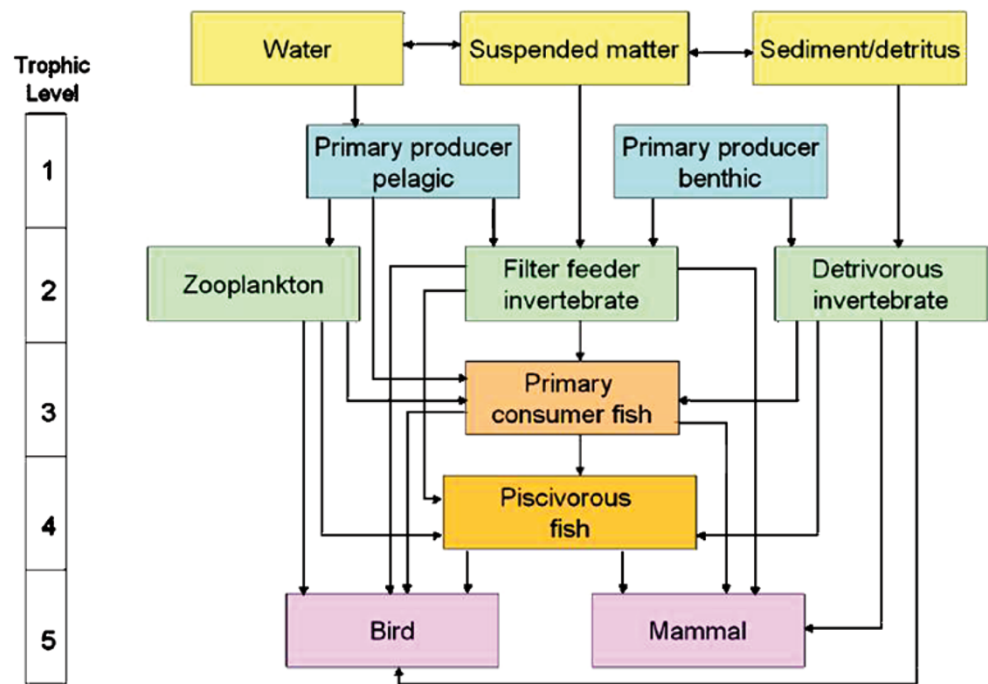 Water
Suspended matter
Sediment/detritus
Trophic
Level
1
Primary producer
pelagic
Primary producer
benthic
2
Zooplankton
Filter feeder
invertebrate
Detrivorous
invertebrate
3
Primary
consumer fish
4
Piscivorous
fish
5
Bird
Mammal